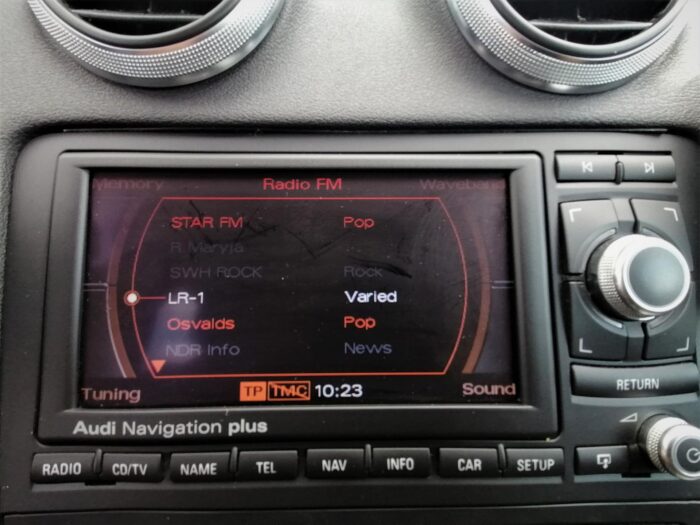 Memory Radio FM Waveband
STAR FM Pop
R.Maryja
SWH ROCK Rock
LR-1 Varied
Osvalds Pop
NDR Info News
Tuning TP TMC 10:23 Sound
Audi Navigation plus
RETURN
RADIO CD/TV NAME TEL NAV INFO CAR SETUP